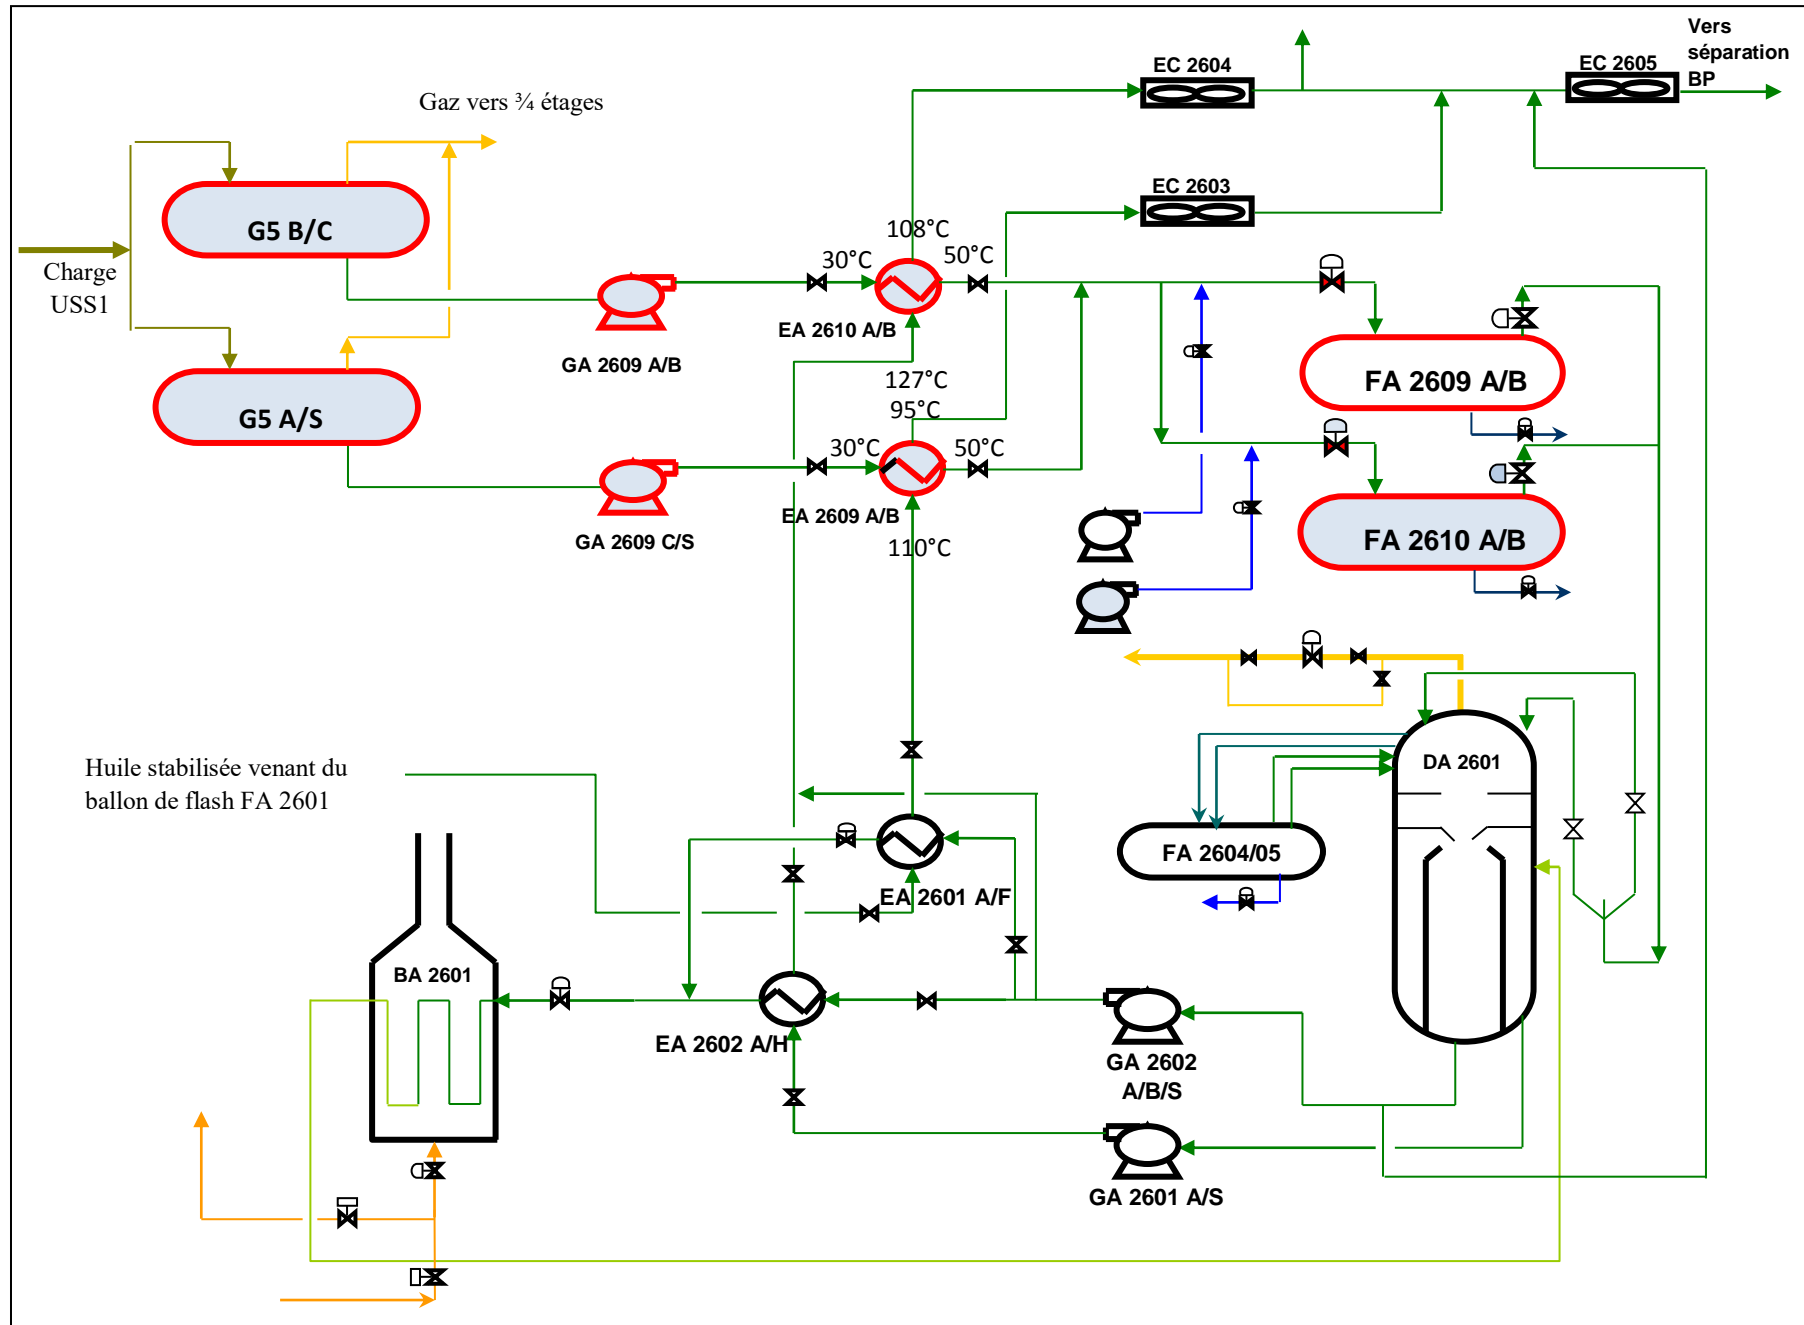 Vers
séparation
BP
EC 2604
EC 2605
Gaz vers ¾ étages
EC 2603
G5 B/C
108°C
30°C
50°C
Charge
USS1
EA 2610 A/B
GA 2609 A/B
127°C
FA 2609 A/B
95°C
G5 A/S
30°C
50°C
EA 2609 A/B
GA 2609 C/S
FA 2610 A/B
110°C
Huile stabilisée venant du
ballon de flash FA 2601
DA 2601
FA 2604/05
EA 2601 A/F
BA 2601
EA 2602 A/H
GA 2602
A/B/S
GA 2601 A/S